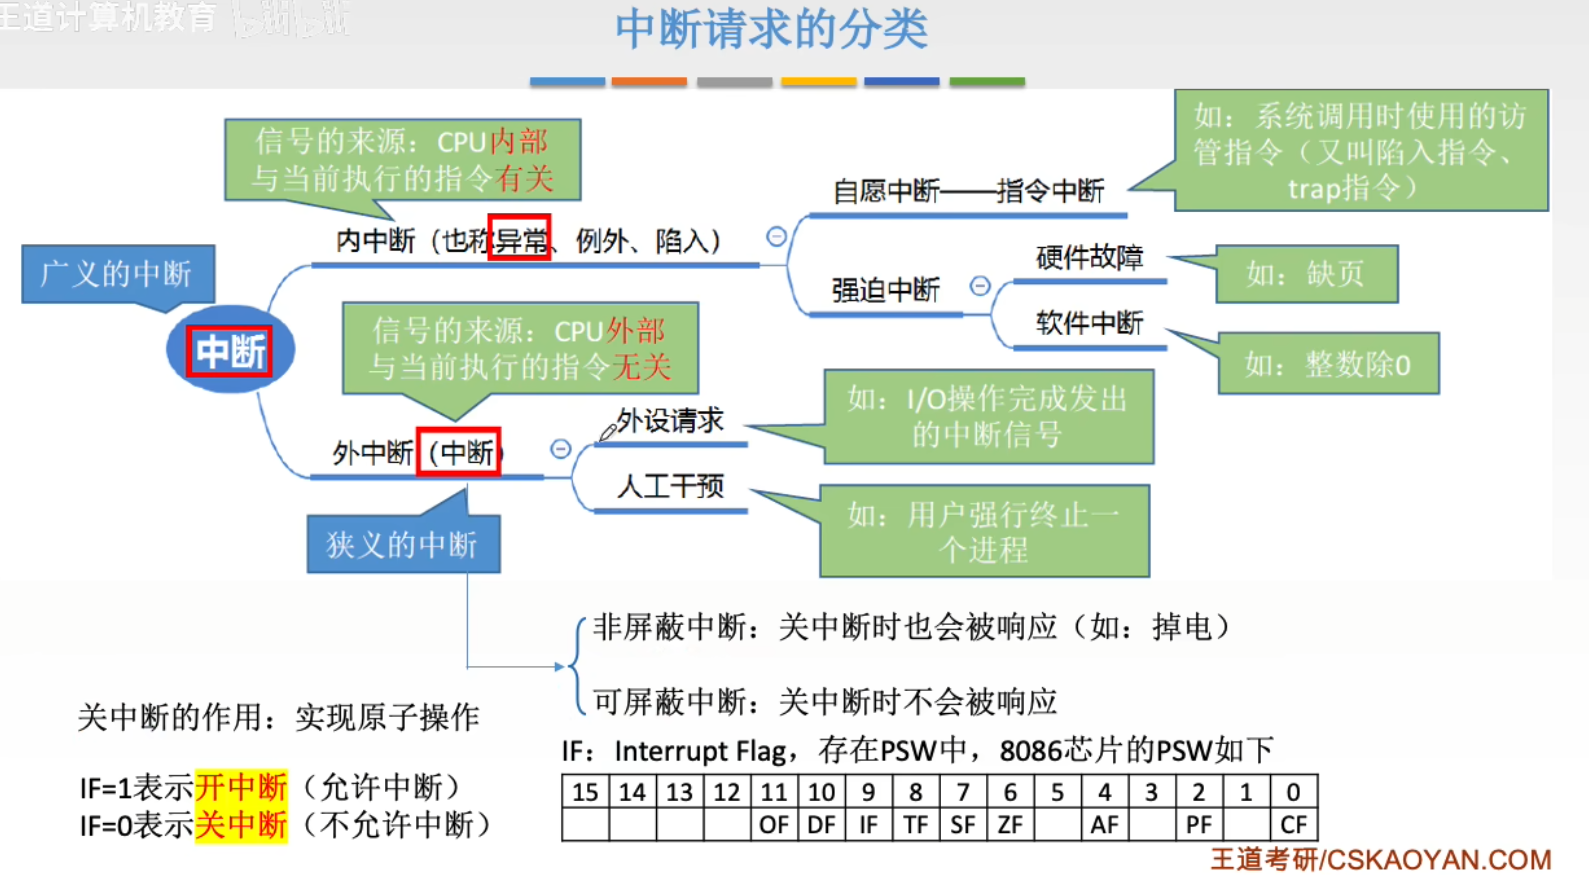 王道计算机教育 bilibili
中断请求的分类
如：系统调用时使用的访
管指令（又叫陷入指令、
trap指令）
信号的来源：CPU内部
与当前执行的指令有关
自愿中断——指令中断
内中断（也称异常、例外、陷入）
硬件故障
如：缺页
广义的中断
强迫中断
软件中断
如：整数除0
中断
信号的来源：CPU外部
与当前执行的指令无关
外设请求
如：I/O操作完成发出
的中断信号
外中断（中断）
人工干预
如：用户强行终止一
个进程
狭义的中断
非屏蔽中断：关中断时也会被响应（如：掉电）
可屏蔽中断：关中断时不会被响应
关中断的作用：实现原子操作
IF：Interrupt Flag，存在PSW中，8086芯片的PSW如下
IF=1表示开中断（允许中断）
IF=0表示关中断（不允许中断）
15 14 13 12 11 10 9 8 7 6 5 4 3 2 1 0
OF DF IF TF SF ZF AF PF CF
王道考研/CSKAOYAN.COM